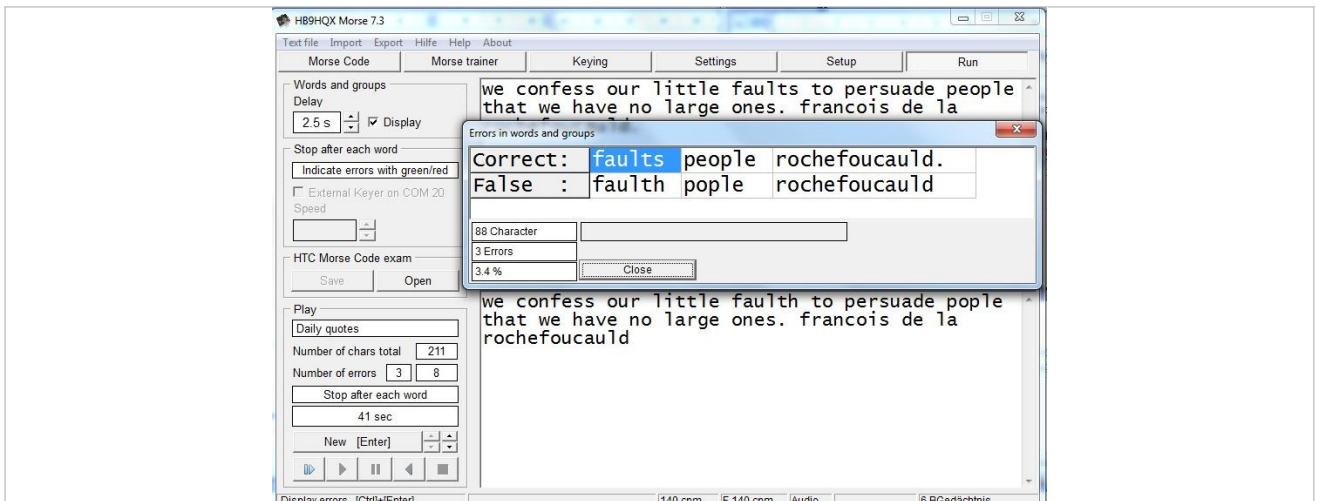 HB9HQX Morse 7.3
Text file Import Export Hilfe Help About
Morse Code Morse trainer Keying Settings Setup Run
Words and groups
Delay
2.5 s Display
Stop after each word
Indicate errors with green/red
External Keyer on COM 20
Speed
HTC Morse Code exam
Save Open
Play
Daily quotes
Number of chars total 211
Number of errors 3 8
Stop after each word
41 sec
New [Enter]
we confess our little faults to persuade people
that we have no large ones. francois de la
Errors in words and groups
Correct: faults people rochefoucauld.
False : faulth pople rochefoucauld
88 Character
3 Errors
3.4 %
Close
we confess our little faulth to persuade pople
that we have no large ones. francois de la
rochefoucauld
Display errors [Ctrl]+[Enter] 140 cpm F 140 cpm Audio 6 BGedächtnis